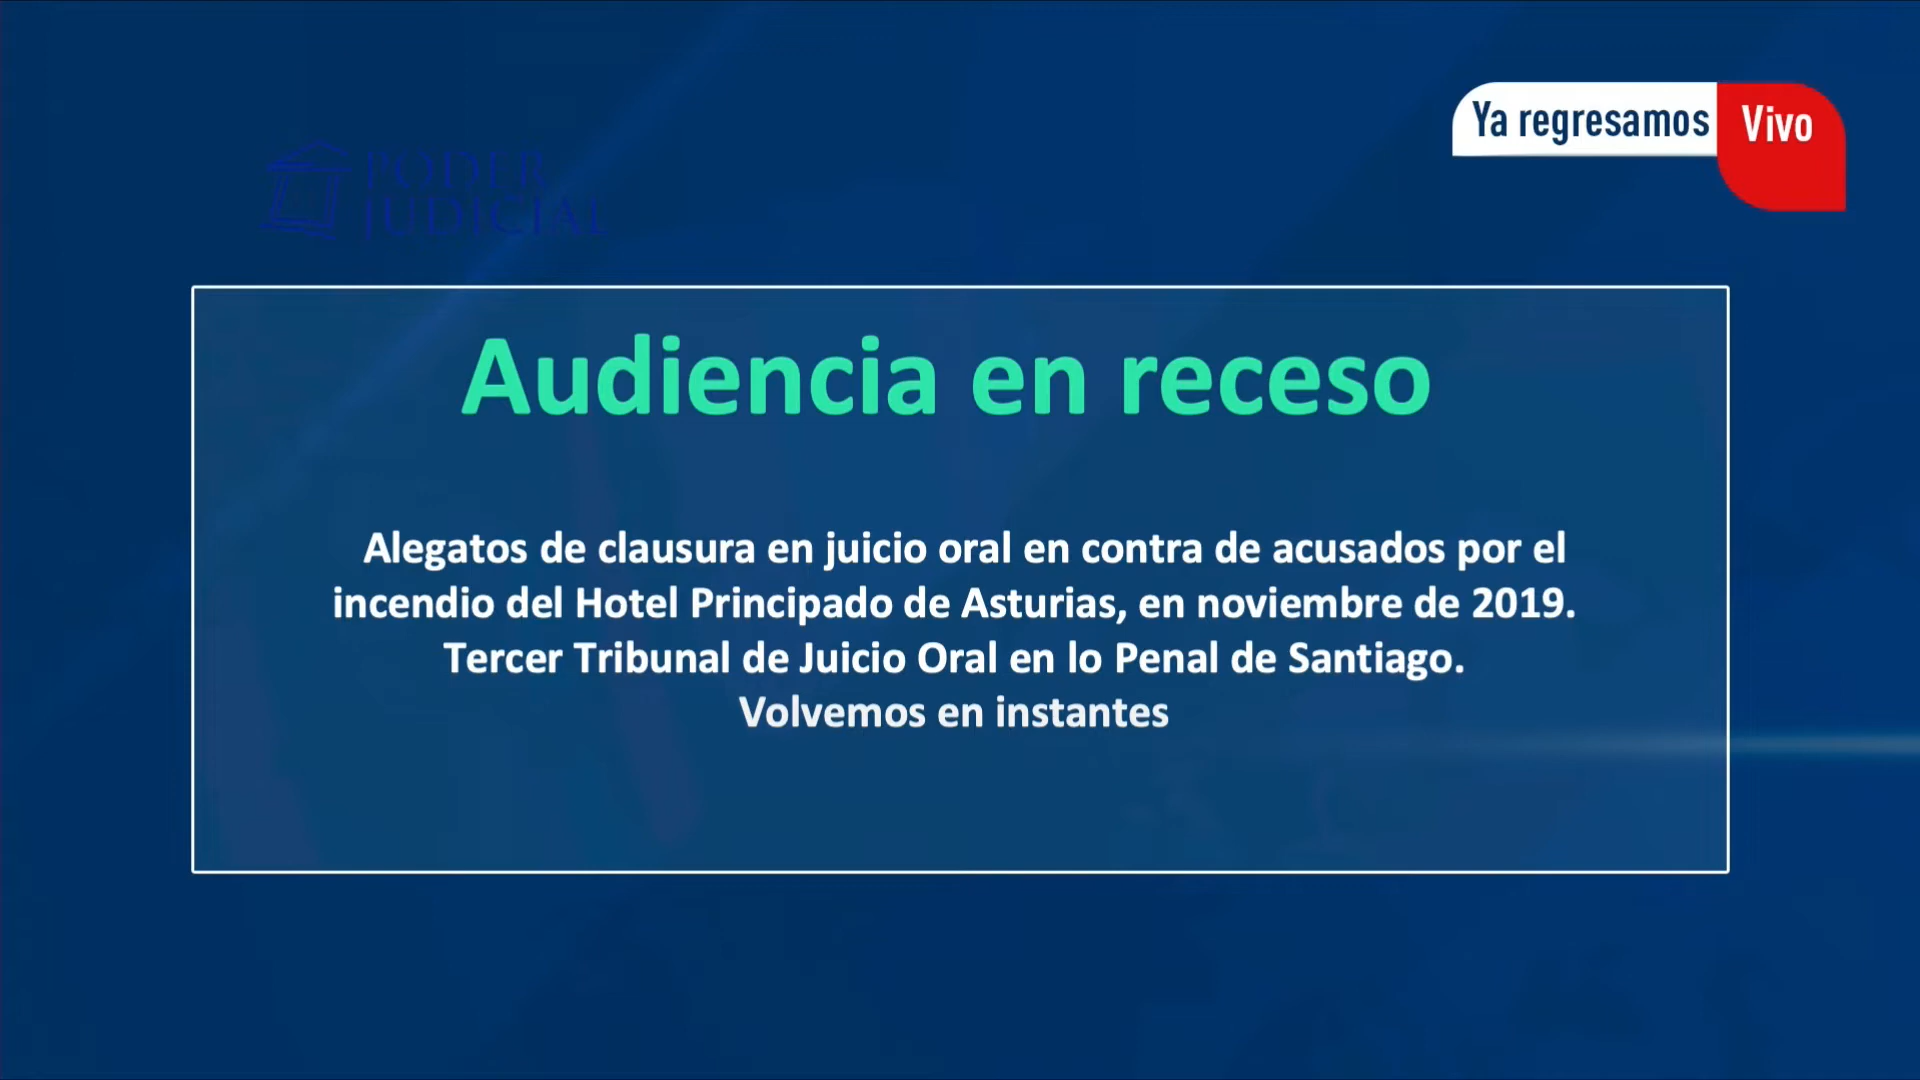 Ya regresamos Vivo
PODER
JUDICIAL
Audiencia en receso
Alegatos de clausura en juicio oral en contra de acusados por el
incendio del Hotel Principado de Asturias, en noviembre de 2019.
Tercer Tribunal de Juicio Oral en lo Penal de Santiago.
Volvemos en instantes